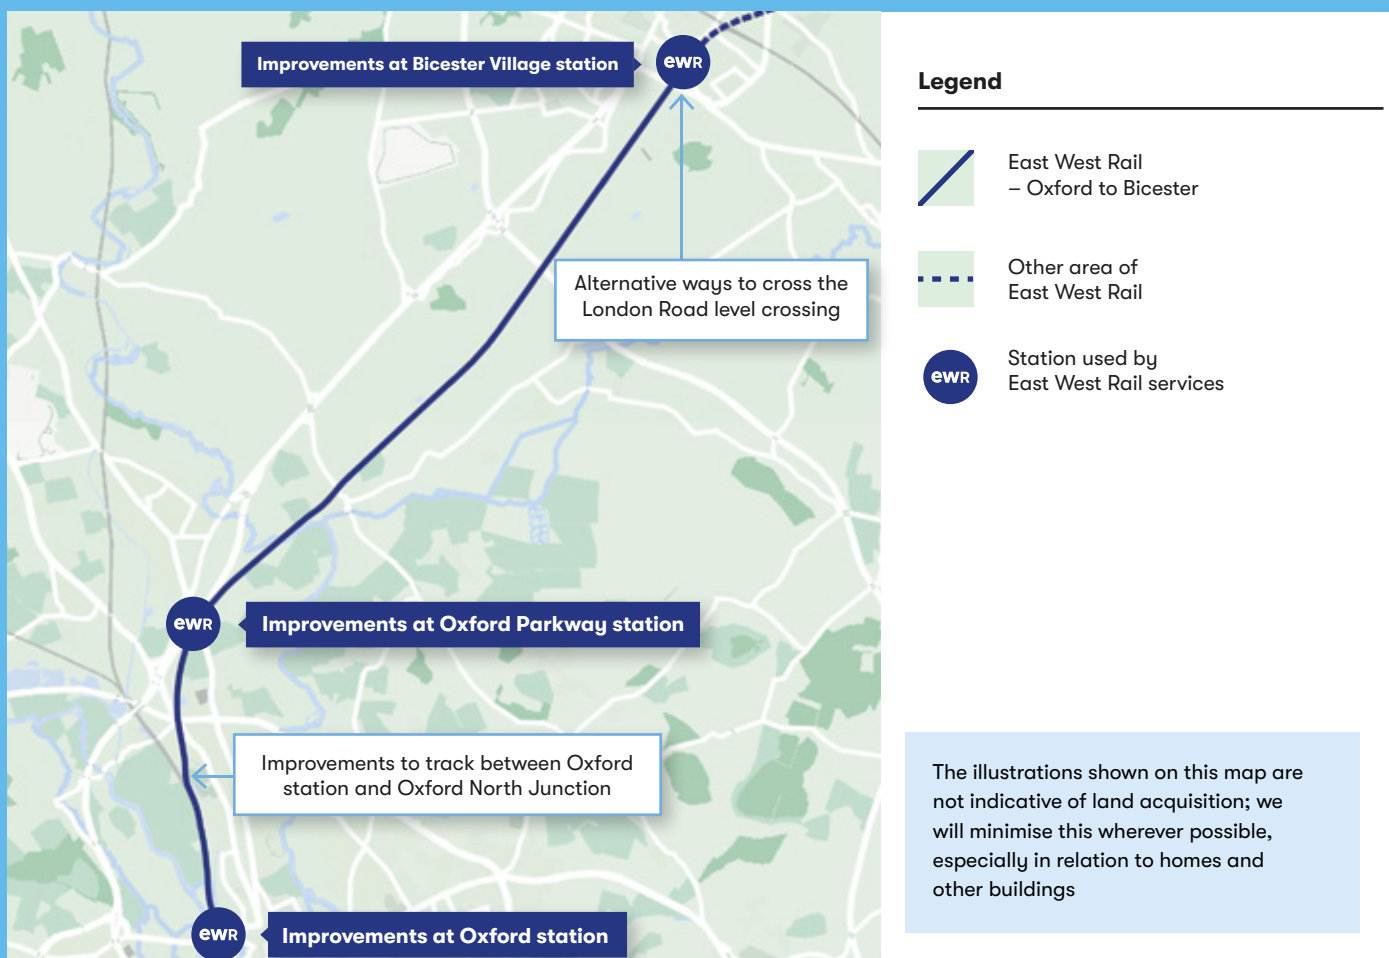 Improvements at Bicester Village station
ewR
Alternative ways to cross the
London Road level crossing
ewR
Improvements at Oxford Parkway station
Improvements to track between Oxford
station and Oxford North Junction
ewR
Improvements at Oxford station
Legend
East West Rail
– Oxford to Bicester
Other area of
East West Rail
ewR
Station used by
East West Rail services
The illustrations shown on this map are
not indicative of land acquisition; we
will minimise this wherever possible,
especially in relation to homes and
other buildings